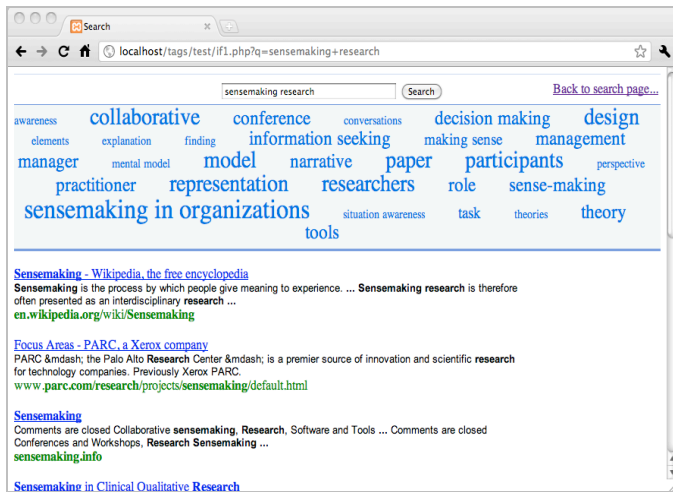 Search
localhost/tags/test/if1.php?q=sensemaking+research
sensemaking research Search Back to search page...
awareness collaborative conference conversations decision making design
elements explanation finding information seeking making sense management
manager mental model model narrative paper participants perspective
practitioner representation researchers role sense-making
sensemaking in organizations situation awareness task theories theory
tools
Sensemaking - Wikipedia, the free encyclopedia
Sensemaking is the process by which people give meaning to experience. ... Sensemaking research is therefore
often presented as an interdisciplinary research ...
en.wikipedia.org/wiki/Sensemaking
Focus Areas - PARC, a Xerox company
PARC &mdash; the Palo Alto Research Center &mdash; is a premier source of innovation and scientific research
for technology companies. Previously Xerox PARC.
www.parc.com/research/projects/sensemaking/default.html
Sensemaking
Comments are closed Collaborative sensemaking, Research, Software and Tools ... Comments are closed
Conferences and Workshops, Research Sensemaking ...
sensemaking.info
Sensemaking in Clinical Qualitative Research